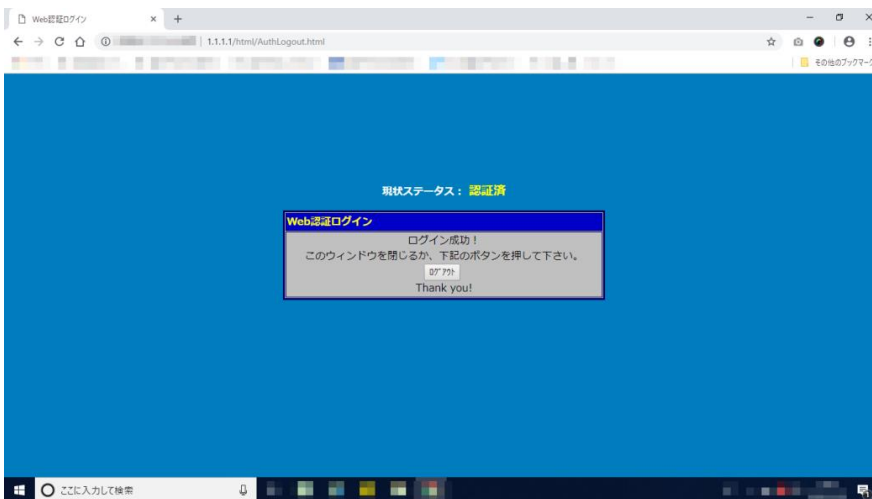 Web認証ログイン
1.1.1.1/html/AuthLogout.html
その他のブックマーク
現状ステータス： 認証済
Web認証ログイン
ログイン成功！
このウィンドウを閉じるか、下記のボタンを押して下さい。
ﾛｸﾞｱｳﾄ
Thank you!
ここに入力して検索